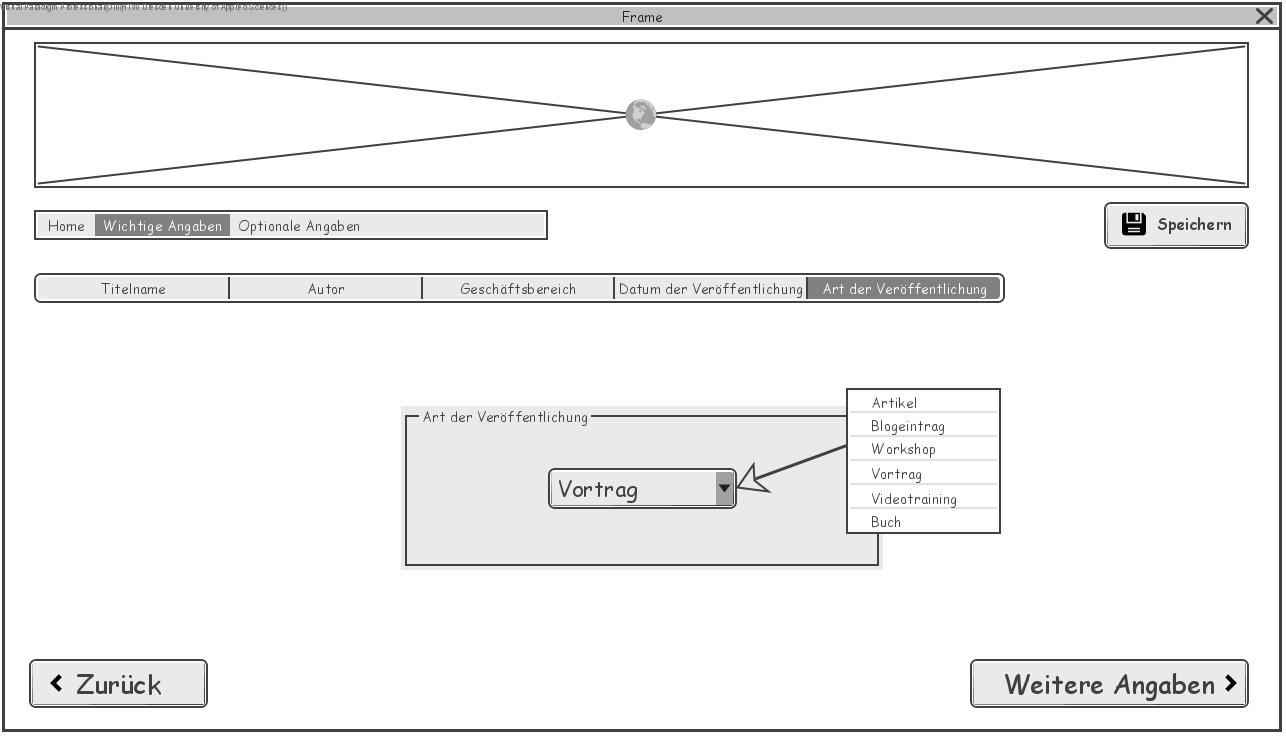 Frame
Home Wichtige Angaben Optionale Angaben
Speichern
Titelname Autor Geschäftsbereich Datum der Veröffentlichung Art der Veröffentlichung
Art der Veröffentlichung
Vortrag
Artikel
Blogeintrag
Workshop
Vortrag
Videotraining
Buch
Zurück
Weitere Angaben